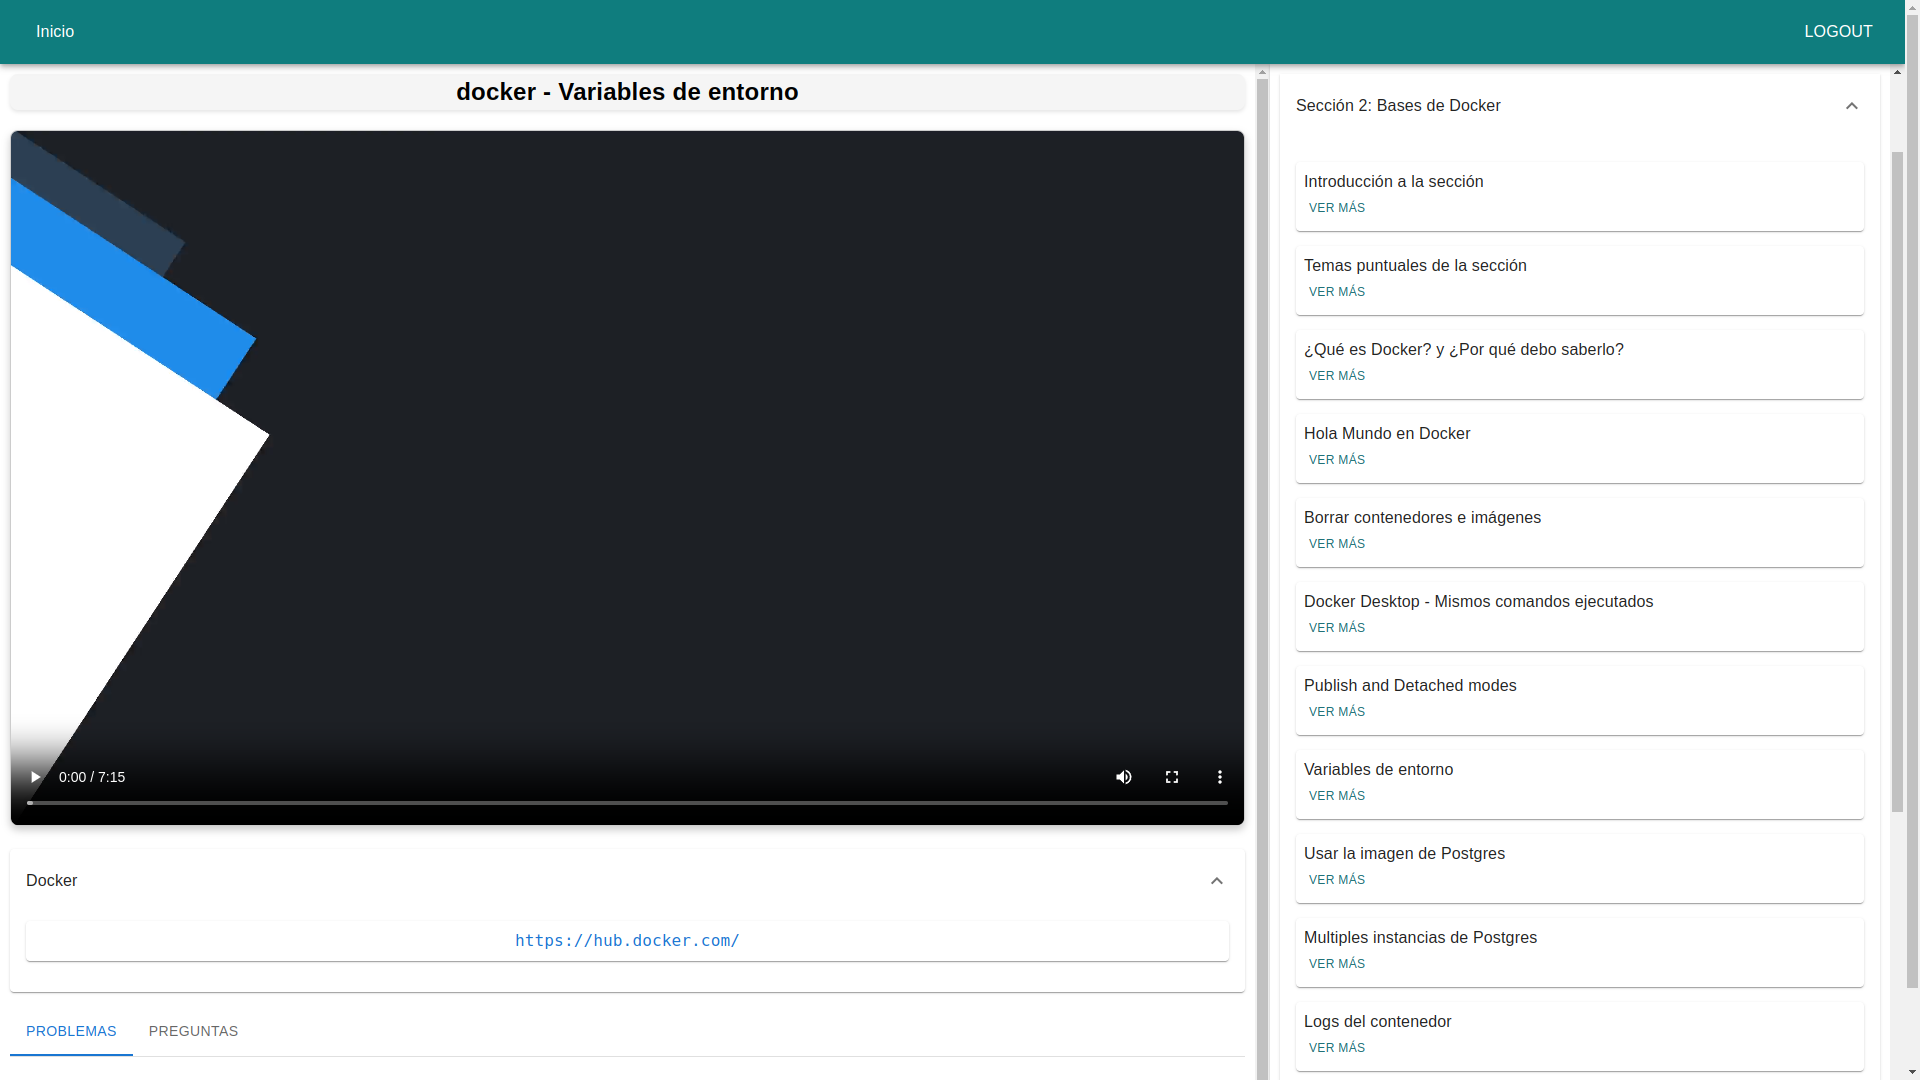 Inicio
LOGOUT
docker - Variables de entorno
0:00 / 7:15
Docker
https://hub.docker.com/
PROBLEMAS
PREGUNTAS
Sección 2: Bases de Docker
Introducción a la sección
VER MÁS
Temas puntuales de la sección
VER MÁS
¿Qué es Docker? y ¿Por qué debo saberlo?
VER MÁS
Hola Mundo en Docker
VER MÁS
Borrar contenedores e imágenes
VER MÁS
Docker Desktop - Mismos comandos ejecutados
VER MÁS
Publish and Detached modes
VER MÁS
Variables de entorno
VER MÁS
Usar la imagen de Postgres
VER MÁS
Multiples instancias de Postgres
VER MÁS
Logs del contenedor
VER MÁS